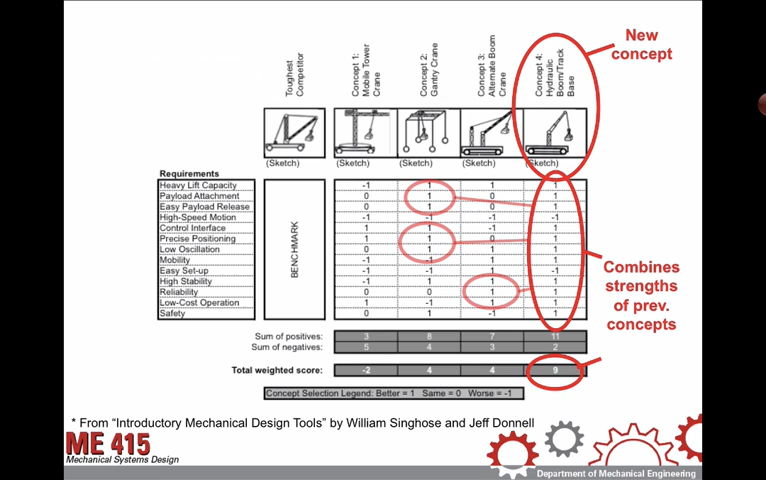 New
concept
Toughest
Competitor
Concept 1:
Mobile Tower
Crane
Concept 2:
Gantry Crane
Concept 3:
Alternate Boom
Crane
Concept 4:
Hydraulic
Boom/Track
Base
(Sketch) (Sketch) (Sketch) (Sketch) (Sketch)
Requirements
BENCHMARK
Heavy Lift Capacity -1 1 1 1
Payload Attachment 0 1 0 1
Easy Payload Release 0 1 0 1
High-Speed Motion -1 -1 -1 -1
Control Interface 1 1 -1 1
Precise Positioning 1 1 0 1
Low Oscillation 0 1 1 1
Mobility -1 -1 1 1
Easy Set-up -1 -1 1 -1
High Stability -1 1 1 1
Reliability 0 0 1 1
Low-Cost Operation 1 -1 1 1
Safety 0 1 -1 1
Combines
strengths
of prev.
concepts
Sum of positives: 3 8 7 11
Sum of negatives: 5 4 3 2
Total weighted score: -2 4 4 9
Concept Selection Legend: Better = 1 Same = 0 Worse = -1
* From “Introductory Mechanical Design Tools” by William Singhose and Jeff Donnell
ME 415
Mechanical Systems Design
Department of Mechanical Engineering